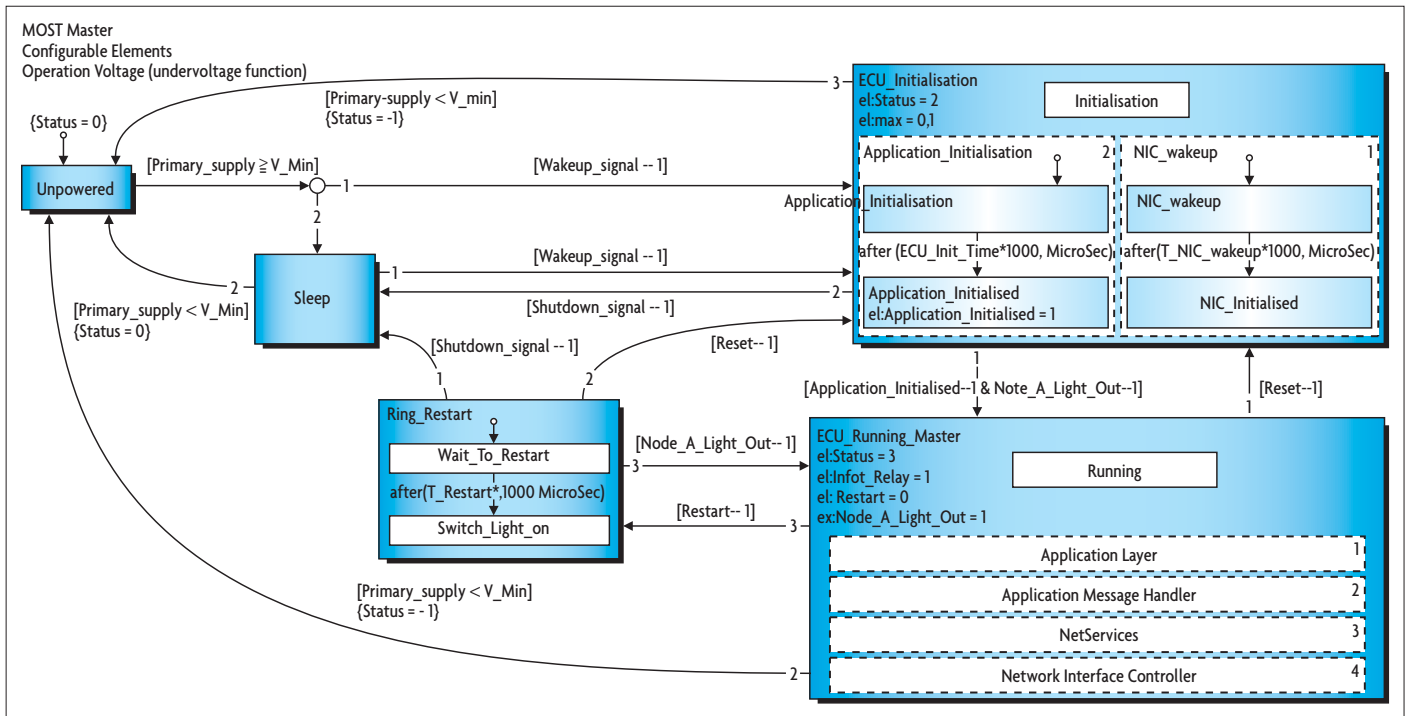 MOST Master
Configurable Elements
Operation Voltage (undervoltage function)
{Status = 0}
[Primary-supply < V_min]
{Status = -1}
3
Unpowered
[Primary_supply ≧ V_Min]
1
[Wakeup_signal -- 1]
2
Sleep
2
[Primary_supply < V_Min]
{Status = 0}
1
[Wakeup_signal -- 1]
2
[Shutdown_signal -- 1]
[Shutdown_signal -- 1]
1
[Reset-- 1]
2
ECU_Initialisation
el:Status = 2
el:max = 0,1
Initialisation
Application_Initialisation
2
Application_Initialisation
after (ECU_Init_Time*1000, MicroSec)
Application_Initialised
el:Application_Initialised = 1
NIC_wakeup
1
NIC_wakeup
after(T_NIC_wakeup*1000, MicroSec)
NIC_Initialised
1
[Application_Initialised--1 & Note_A_Light_Out--1]
[Reset--1]
1
Ring_Restart
Wait_To_Restart
after(T_Restart*,1000 MicroSec)
Switch_Light_on
[Node_A_Light_Out-- 1]
3
[Restart-- 1]
3
ECU_Running_Master
el:Status = 3
el:Infot_Relay = 1
el: Restart = 0
ex:Node_A_Light_Out = 1
Running
Application Layer
1
Application Message Handler
2
NetServices
3
Network Interface Controller
4
[Primary_supply < V_Min]
{Status = - 1}
2